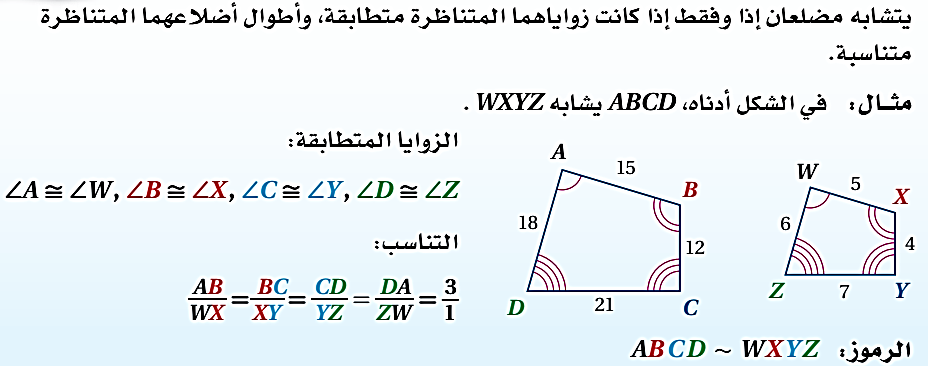 يتشابه مضلعان إذا وفقط إذا كانت زواياهما المتناظرة متطابقة، وأطوال أضلاعهما المتناظرة
متناسبة.
مثال: في الشكل أدناه، ABCD يشابه WXYZ .
الزوايا المتطابقة:
∠A ≅ ∠W, ∠B ≅ ∠X, ∠C ≅ ∠Y, ∠D ≅ ∠Z
التناسب:
AB/WX = BC/XY = CD/YZ = DA/ZW = 3/1
A
15
B
18
12
D
21
C
W
5
X
6
4
Z
7
Y
الرموز: ABCD ~ WXYZ